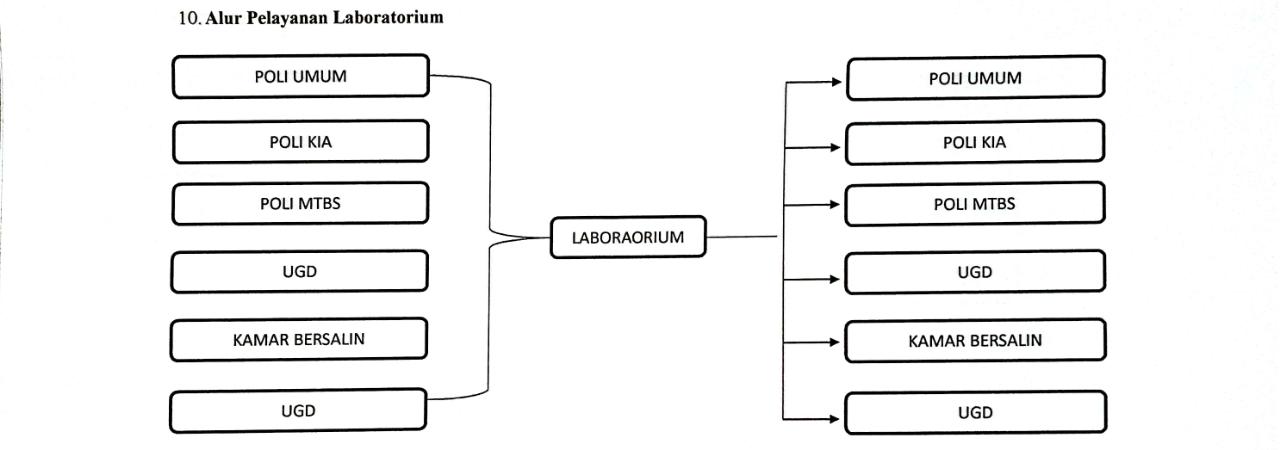 10. Alur Pelayanan Laboratorium
POLI UMUM
POLI KIA
POLI MTBS
UGD
KAMAR BERSALIN
UGD
LABORAORIUM
POLI UMUM
POLI KIA
POLI MTBS
UGD
KAMAR BERSALIN
UGD